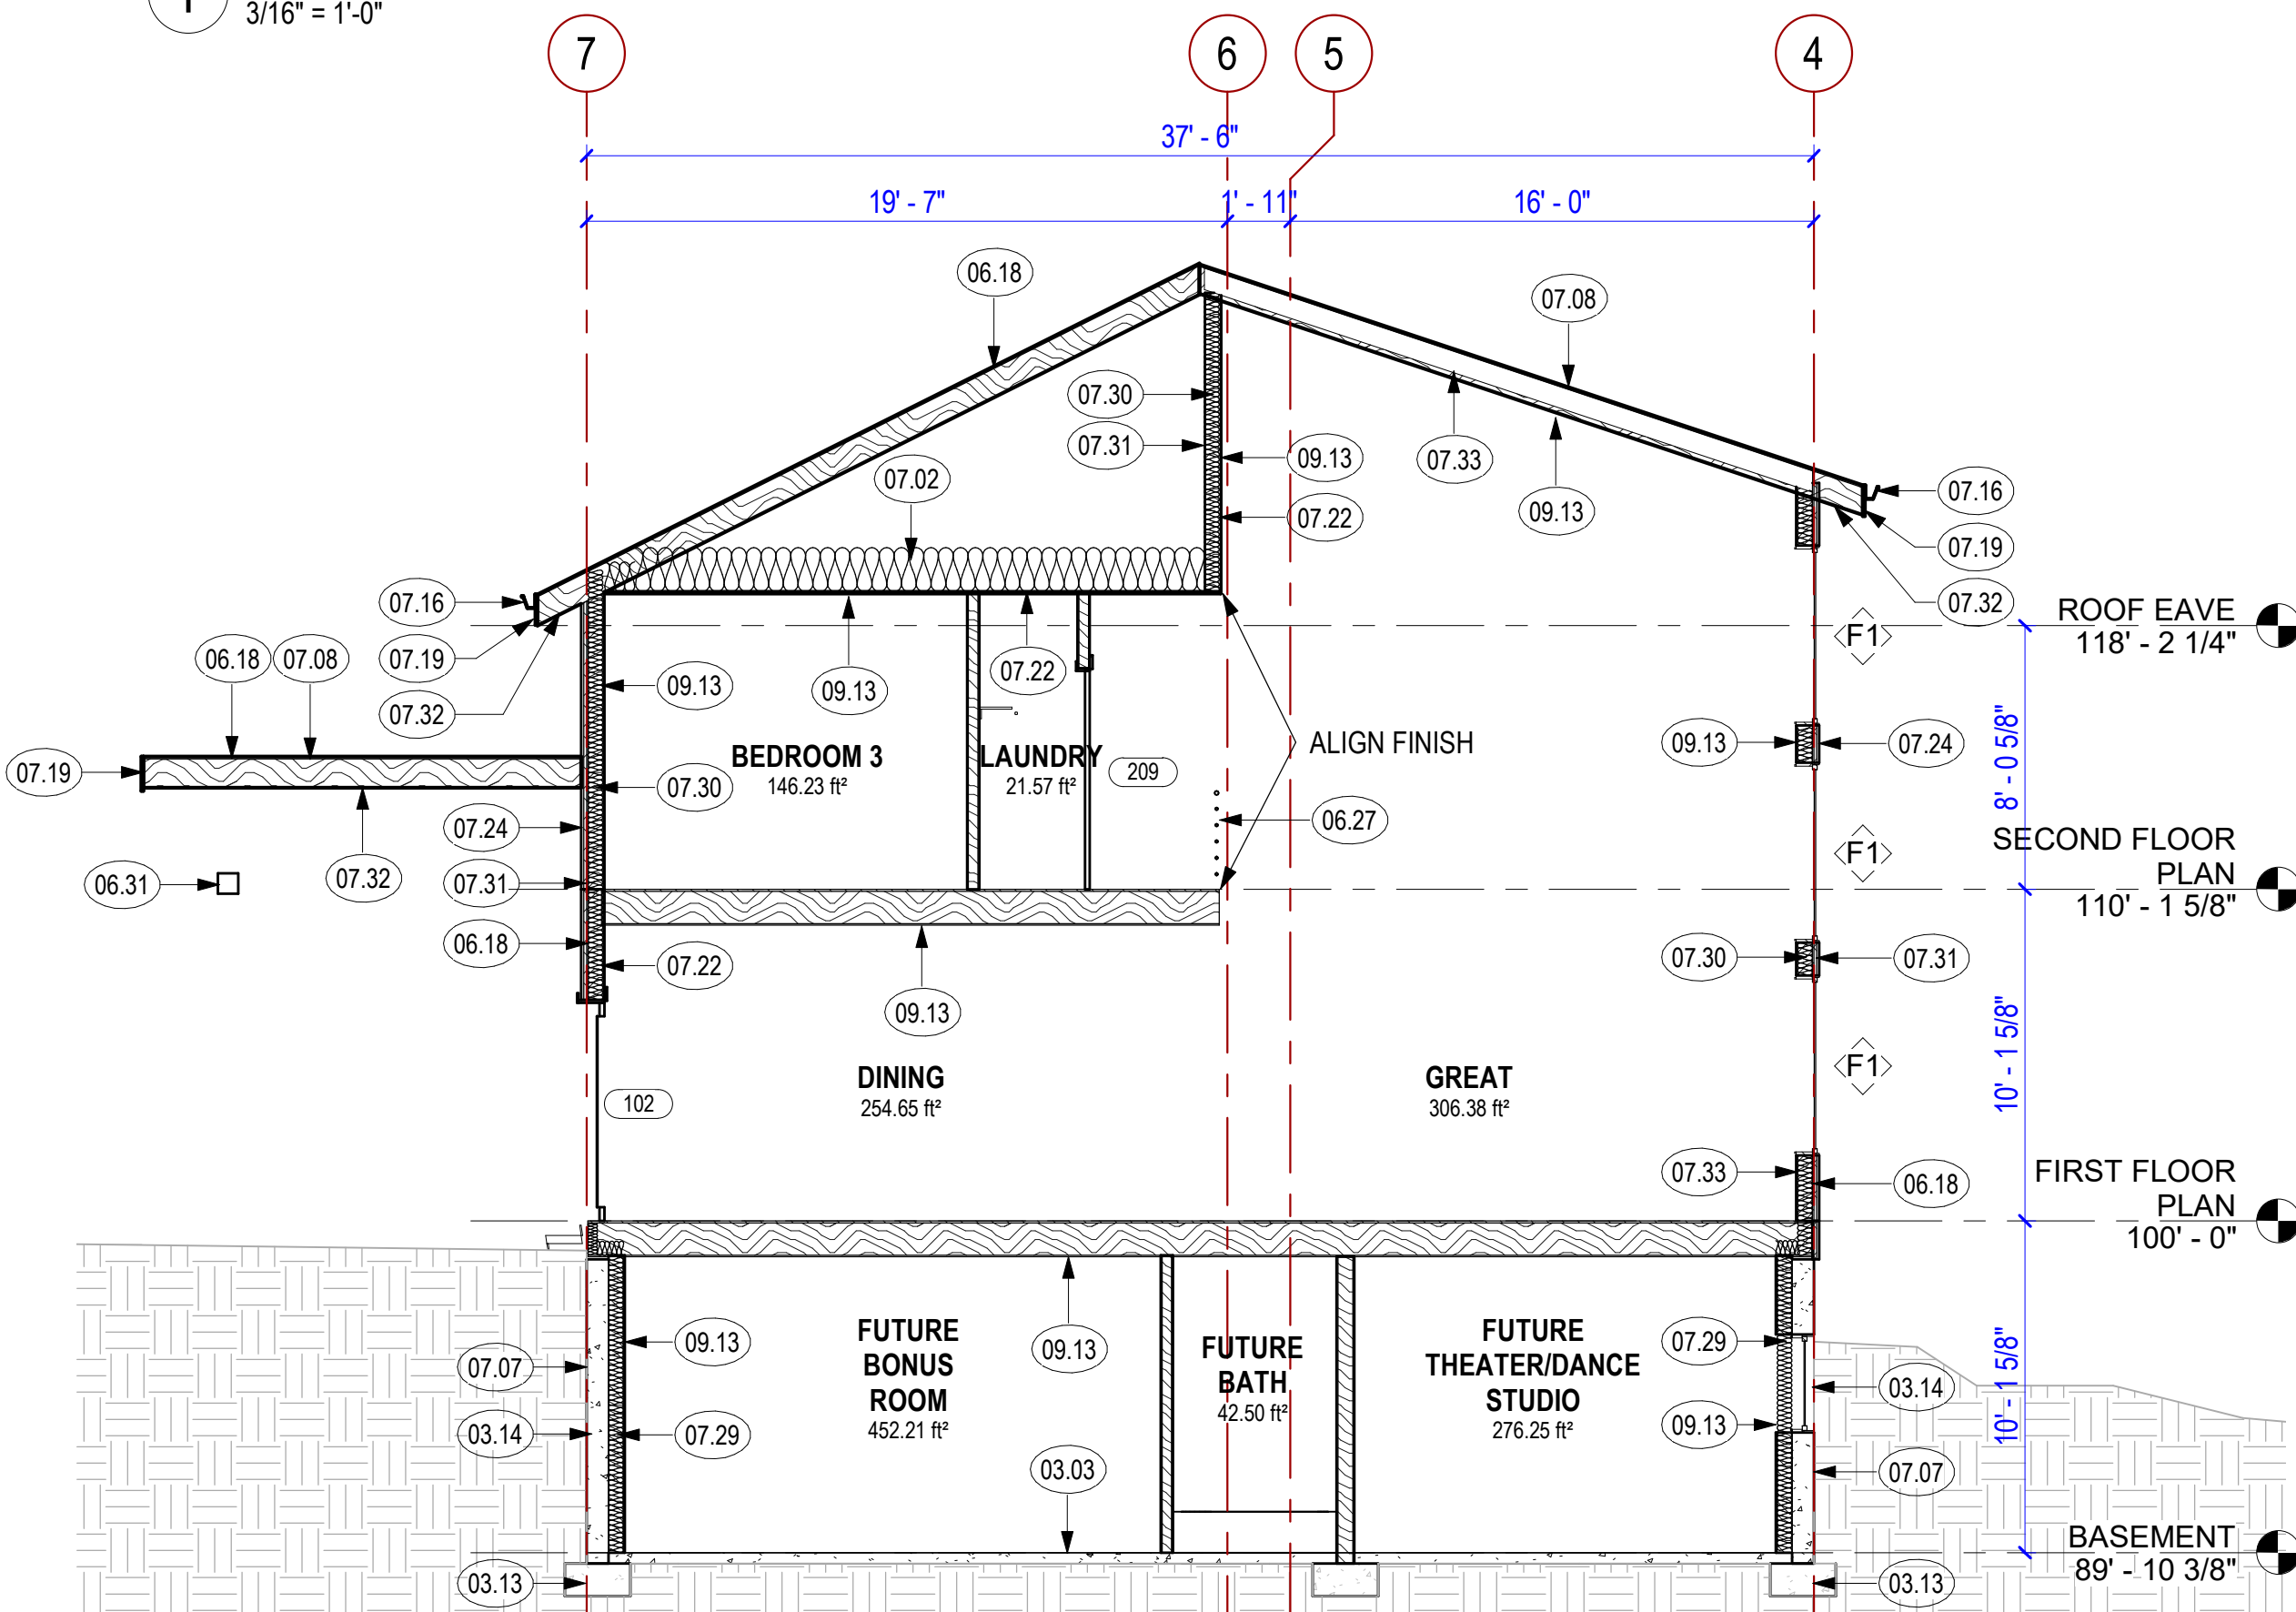 3/16" = 1'-0"
7
6
5
4
37' - 6"
19' - 7"
1' - 11"
16' - 0"
06.18
07.08
07.30
07.31
09.13
07.33
07.02
07.22
09.13
07.16
07.16
07.19
07.32
ROOF EAVE
118' - 2 1/4"
F1
06.18
07.08
07.19
07.32
09.13
09.13
07.22
ALIGN FINISH
09.13
07.24
8' - 0 5/8"
07.19
BEDROOM 3
146.23 ft²
LAUNDRY
21.57 ft²
209
07.30
06.27
07.24
07.32
06.31
07.31
F1
SECOND FLOOR
PLAN
110' - 1 5/8"
06.18
07.22
09.13
07.30
07.31
10' - 1 5/8"
DINING
254.65 ft²
GREAT
306.38 ft²
F1
102
07.33
06.18
FIRST FLOOR
PLAN
100' - 0"
09.13
07.07
03.14
07.29
FUTURE
BONUS
ROOM
452.21 ft²
09.13
FUTURE
BATH
42.50 ft²
FUTURE
THEATER/DANCE
STUDIO
276.25 ft²
07.29
09.13
03.14
07.07
10' - 1 5/8"
03.03
03.13
03.13
BASEMENT
89' - 10 3/8"